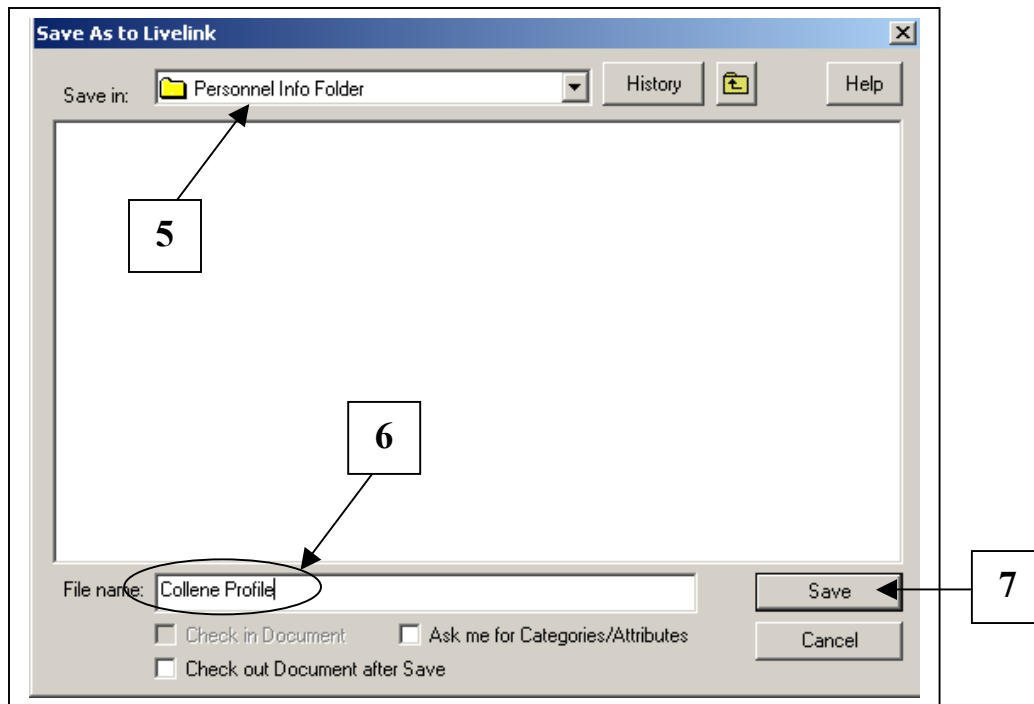 Save As to Livelink
Save in: Personnel Info Folder History Help
5
6
File name: Collene Profile Save 7
Check in Document Ask me for Categories/Attributes Cancel
Check out Document after Save